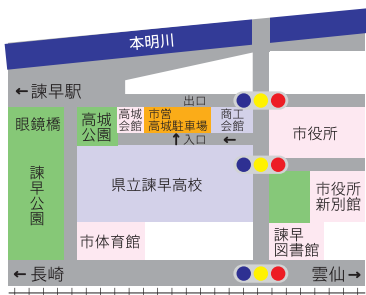 本明川
←諫早駅
出口
眼鏡橋
高城
公園
高城
会館
市営
高城駐車場
商工
会館
市役所
↑入口 ←
諫
早
公
園
県立諫早高校
市役所
新別館
市体育館
諫早
図書館
←長崎
雲仙→